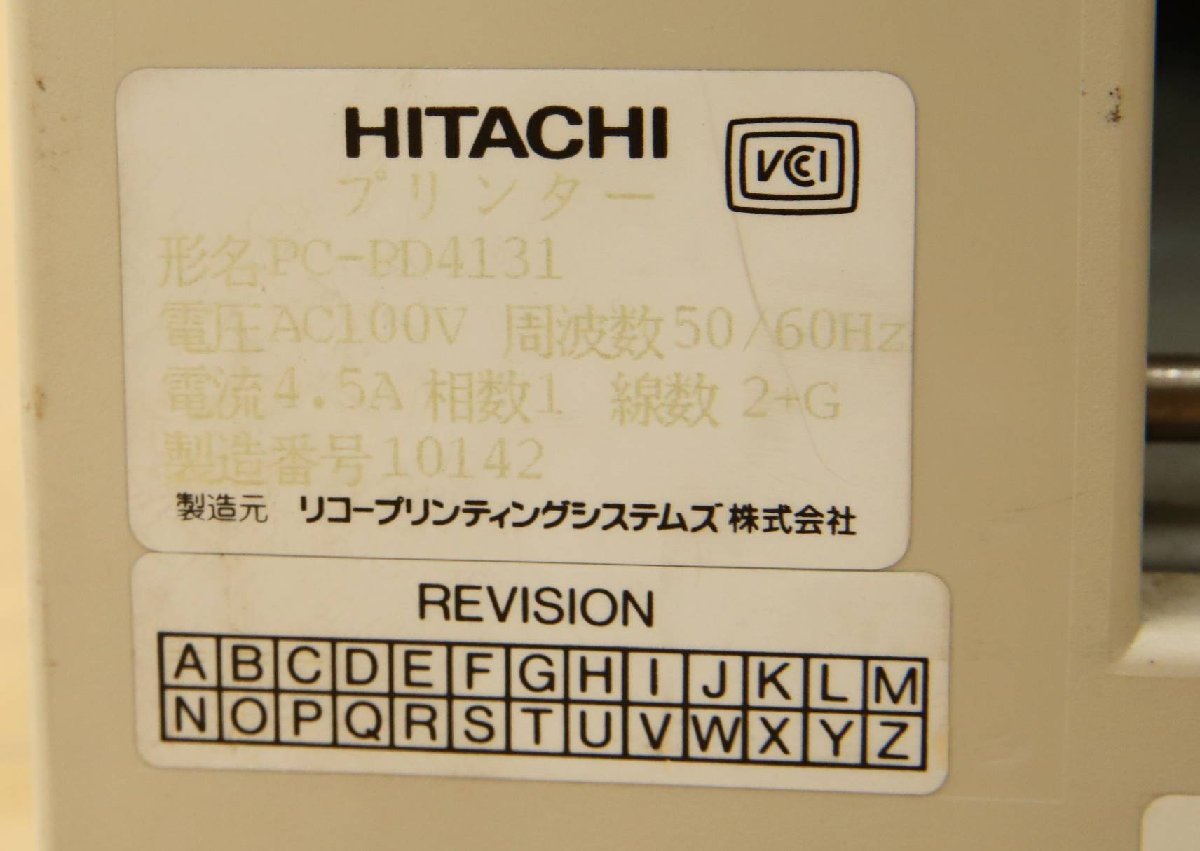 HITACHI
VCCI
プリンター
形名PC-PD4131
電圧AC100V 周波数50/60Hz
電流4.5A 相数1 線数 2+G
製造番号10142
製造元 リコープリンティングシステムズ株式会社
REVISION
A B C D E F G H I J K L M
N O P Q R S T U V W X Y Z